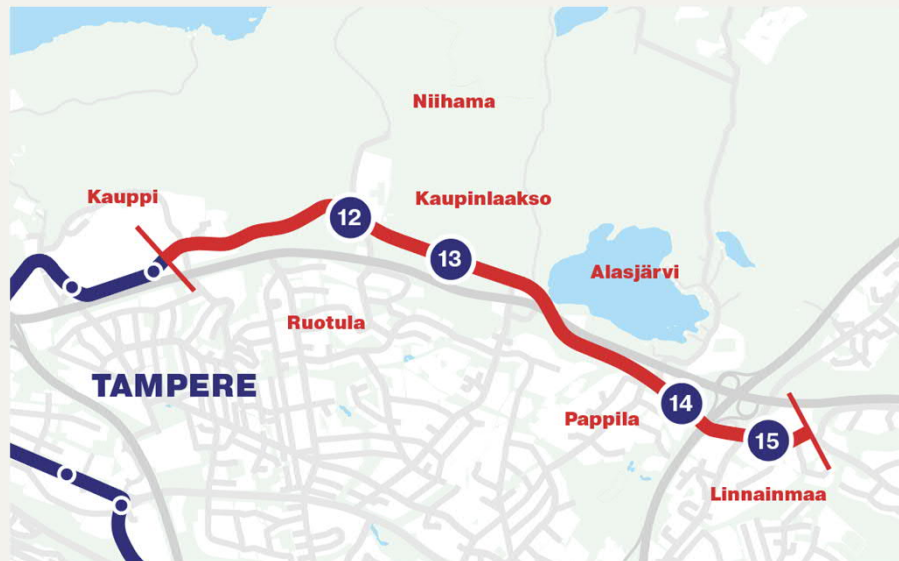 Niihama
Kauppi
Kaupinlaakso
12
13
Alasjärvi
Ruotula
TAMPERE
14
Pappila
15
Linnainmaa